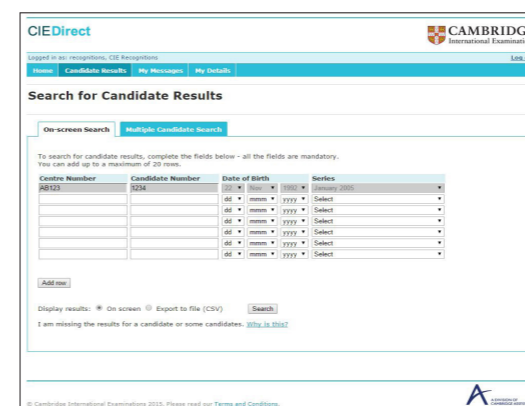 CIEDirect
CAMBRIDG
International Examinatio
Logged in as: recognitions, CIE Recognitions
Log
Home Candidate Results My Messages My Details
Search for Candidate Results
On-screen Search Multiple Candidate Search
To search for candidate results, complete the fields below - all the fields are mandatory.
You can add up to a maximum of 20 rows.
Centre Number Candidate Number Date of Birth Series
AB123 1234 22 Nov 1992 January 2005
dd mmm yyyy Select
dd mmm yyyy Select
dd mmm yyyy Select
dd mmm yyyy Select
dd mmm yyyy Select
dd mmm yyyy Select
Add row
Display results: On screen Export to file (CSV) Search
I am missing the results for a candidate or some candidates. Why is this?
© Cambridge International Examinations 2015. Please read our Terms and Conditions.
A DIVISION OF